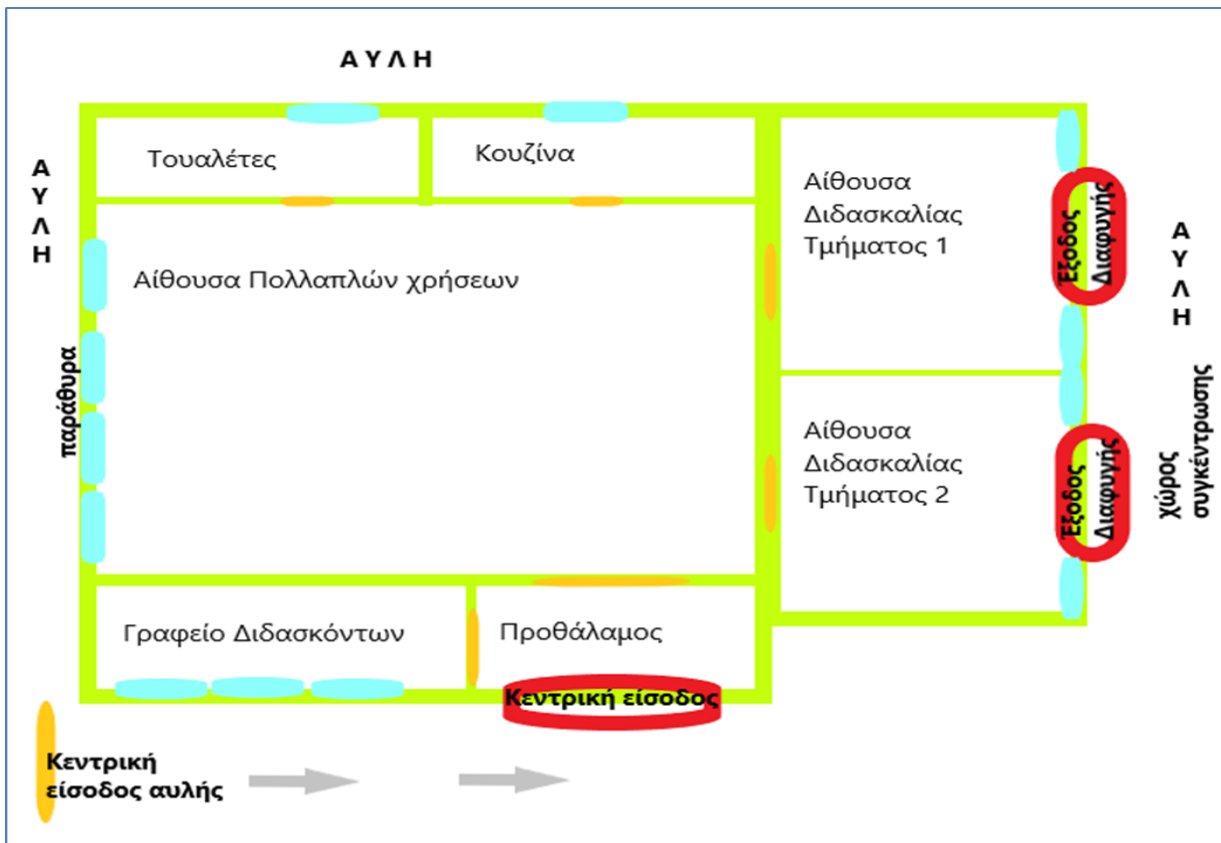 Α Υ Λ Η
Α Υ Λ Η
Τουαλέτες
Κουζίνα
Αίθουσα
Διδασκαλίας
Τμήματος 1
Έξοδος
Διαφυγής
Α Υ Λ Η
Αίθουσα Πολλαπλών χρήσεων
παράθυρα
Αίθουσα
Διδασκαλίας
Τμήματος 2
Έξοδος
Διαφυγής
χώρος
συγκέντρωσης
Γραφείο Διδασκόντων
Προθάλαμος
Κεντρική είσοδος
Κεντρική
είσοδος αυλής